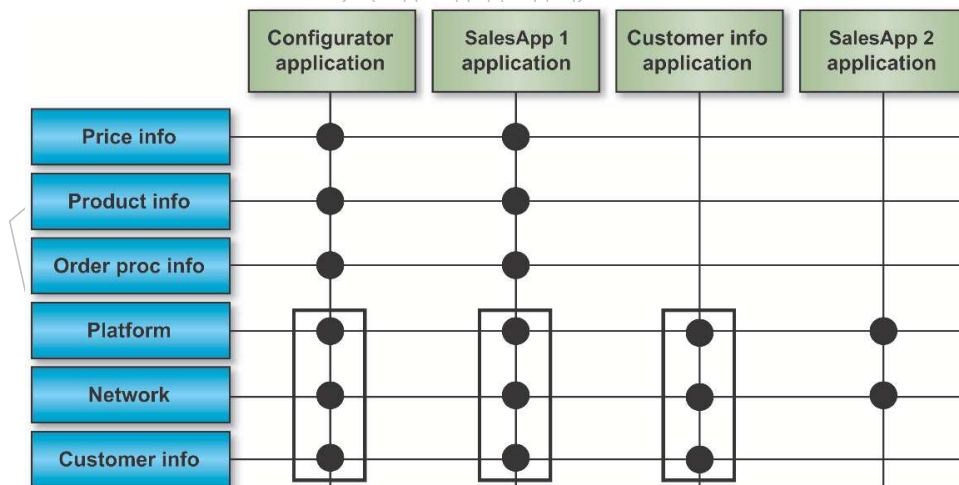 Configurator
application
SalesApp 1
application
Customer info
application
SalesApp 2
application
Price info
Product info
Order proc info
Platform
Network
Customer info